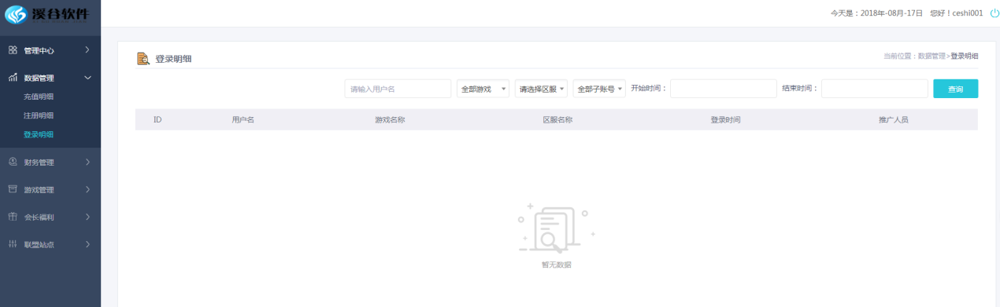 溪谷软件
今天是：2018年-08月-17日 您好！ceshi001
管理中心
数据管理
充值明细
注册明细
登录明细
财务管理
游戏管理
会长福利
联盟站点
登录明细
当前位置：数据管理>登录明细
请输入用户名 全部游戏 请选择区服 全部子账号 开始时间： 结束时间： 查询
ID 用户名 游戏名称 区服名称 登录时间 推广人员
暂无数据